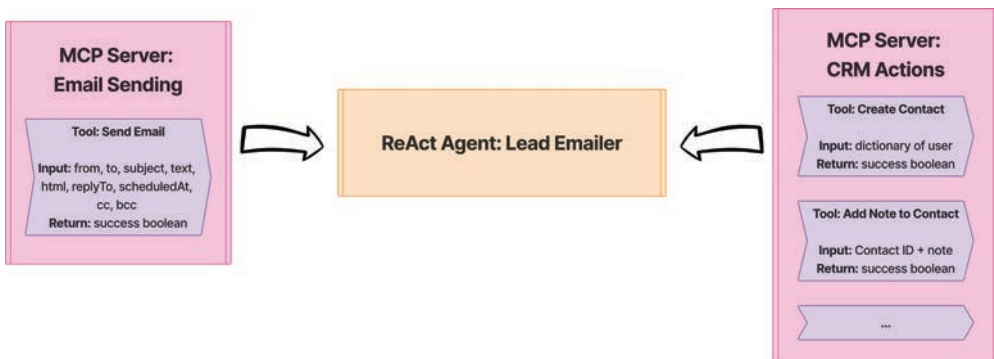 MCP Server:
Email Sending
Tool: Send Email
Input: from, to, subject, text,
html, replyTo, scheduledAt,
cc, bcc
Return: success boolean
ReAct Agent: Lead Emailer
MCP Server:
CRM Actions
Tool: Create Contact
Input: dictionary of user
Return: success boolean
Tool: Add Note to Contact
Input: Contact ID + note
Return: success boolean
...